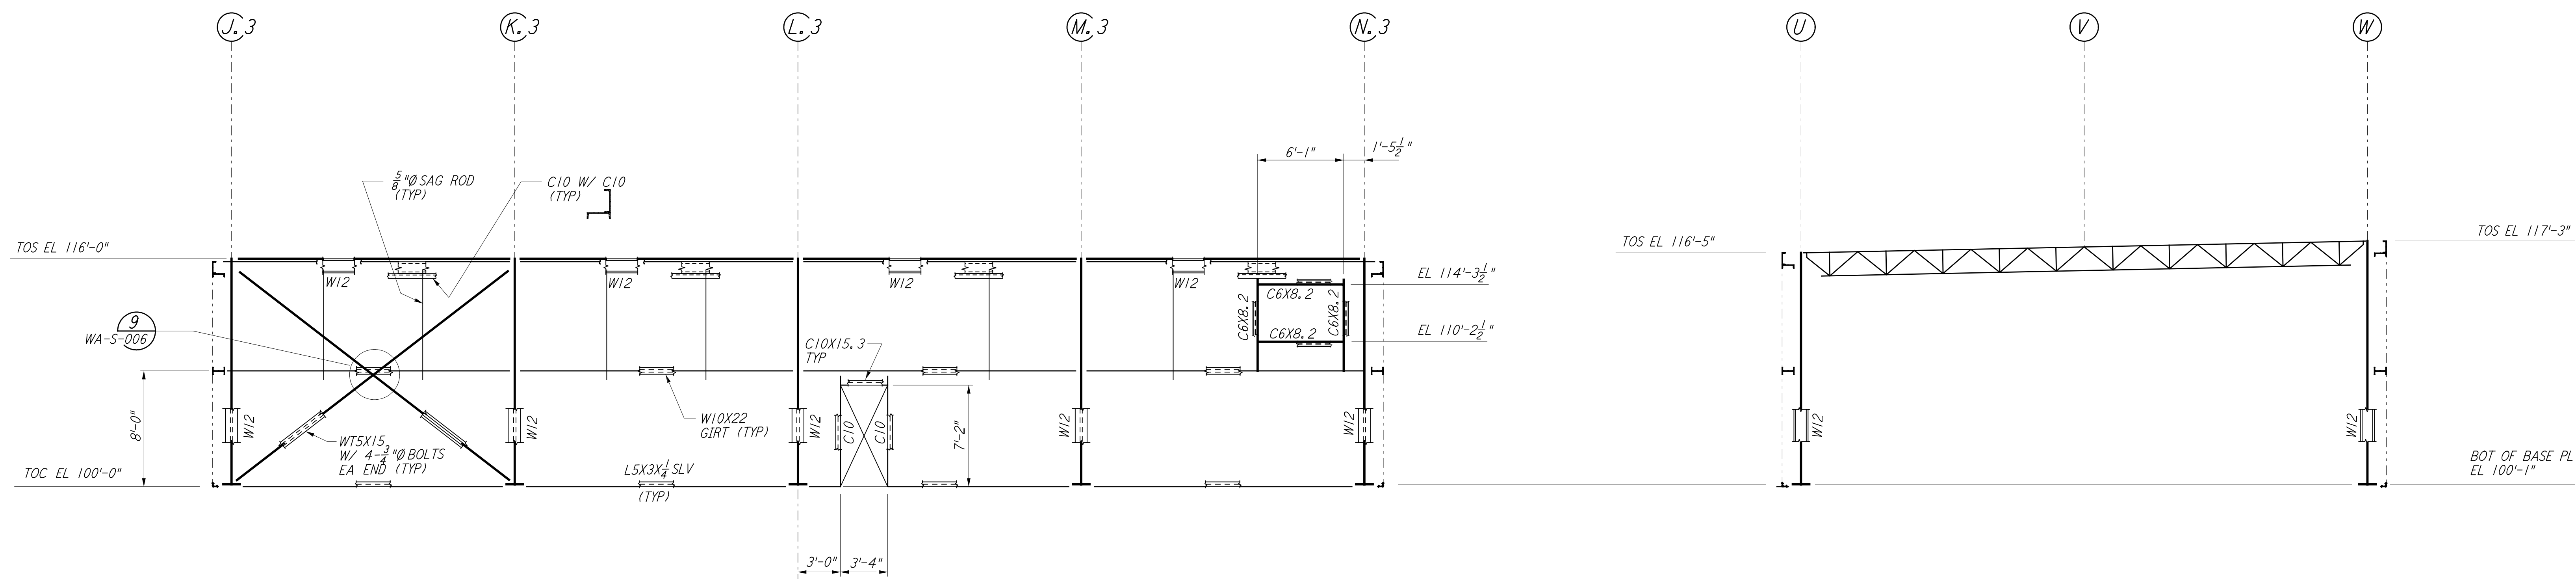 J.3
K.3
L.3
M.3
N.3
U
V
W
6'-1"
1'-5 1/2"
5/8"Ø SAG ROD
(TYP)
C10 W/ C10
(TYP)
TOS EL 116'-0"
TOS EL 116'-5"
TOS EL 117'-3"
W12
W12
W12
W12
EL 114'-3 1/2"
C6X8.2
C6X8.2
C6X8.2
C6X8.2
EL 110'-2 1/2"
9
WA-S-006
C10X15.3
TYP
8'-0"
W12
W12
W12
C10
C10
W12
W12
W12
W12
W10X22
GIRT (TYP)
7'-2"
WT5X15
W/ 4-3/4"Ø BOLTS
EA END (TYP)
TOC EL 100'-0"
L5X3X1/4 SLV
(TYP)
BOT OF BASE PL
EL 100'-1"
3'-0"
3'-4"